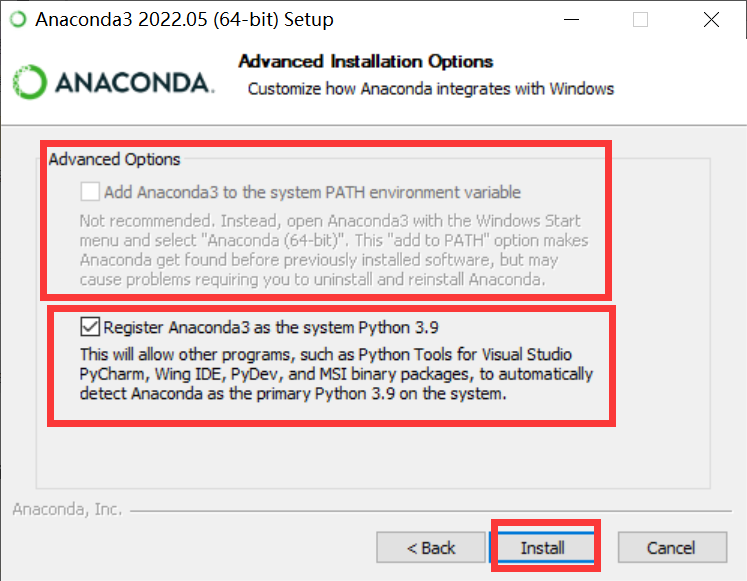 Anaconda3 2022.05 (64-bit) Setup
ANACONDA.
Advanced Installation Options
Customize how Anaconda integrates with Windows
Advanced Options
Add Anaconda3 to the system PATH environment variable
Not recommended. Instead, open Anaconda3 with the Windows Start
menu and select "Anaconda (64-bit)". This "add to PATH" option makes
Anaconda get found before previously installed software, but may
cause problems requiring you to uninstall and reinstall Anaconda.
Register Anaconda3 as the system Python 3.9
This will allow other programs, such as Python Tools for Visual Studio
PyCharm, Wing IDE, PyDev, and MSI binary packages, to automatically
detect Anaconda as the primary Python 3.9 on the system.
Anaconda, Inc.
< Back Install Cancel